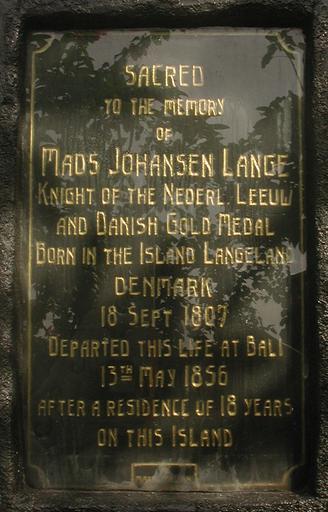 SACRED
TO THE MEMORY
OF
MADS JOHANSEN LANGE
KNIGHT OF THE NEDERL. LEEUW
AND DANISH GOLD MEDAL
BORN IN THE ISLAND LANGELAND
DENMARK
18 SEPT 1807
DEPARTED THIS LIFE AT BALI
13TH MAY 1856
AFTER A RESIDENCE OF 18 YEARS
ON THIS ISLAND